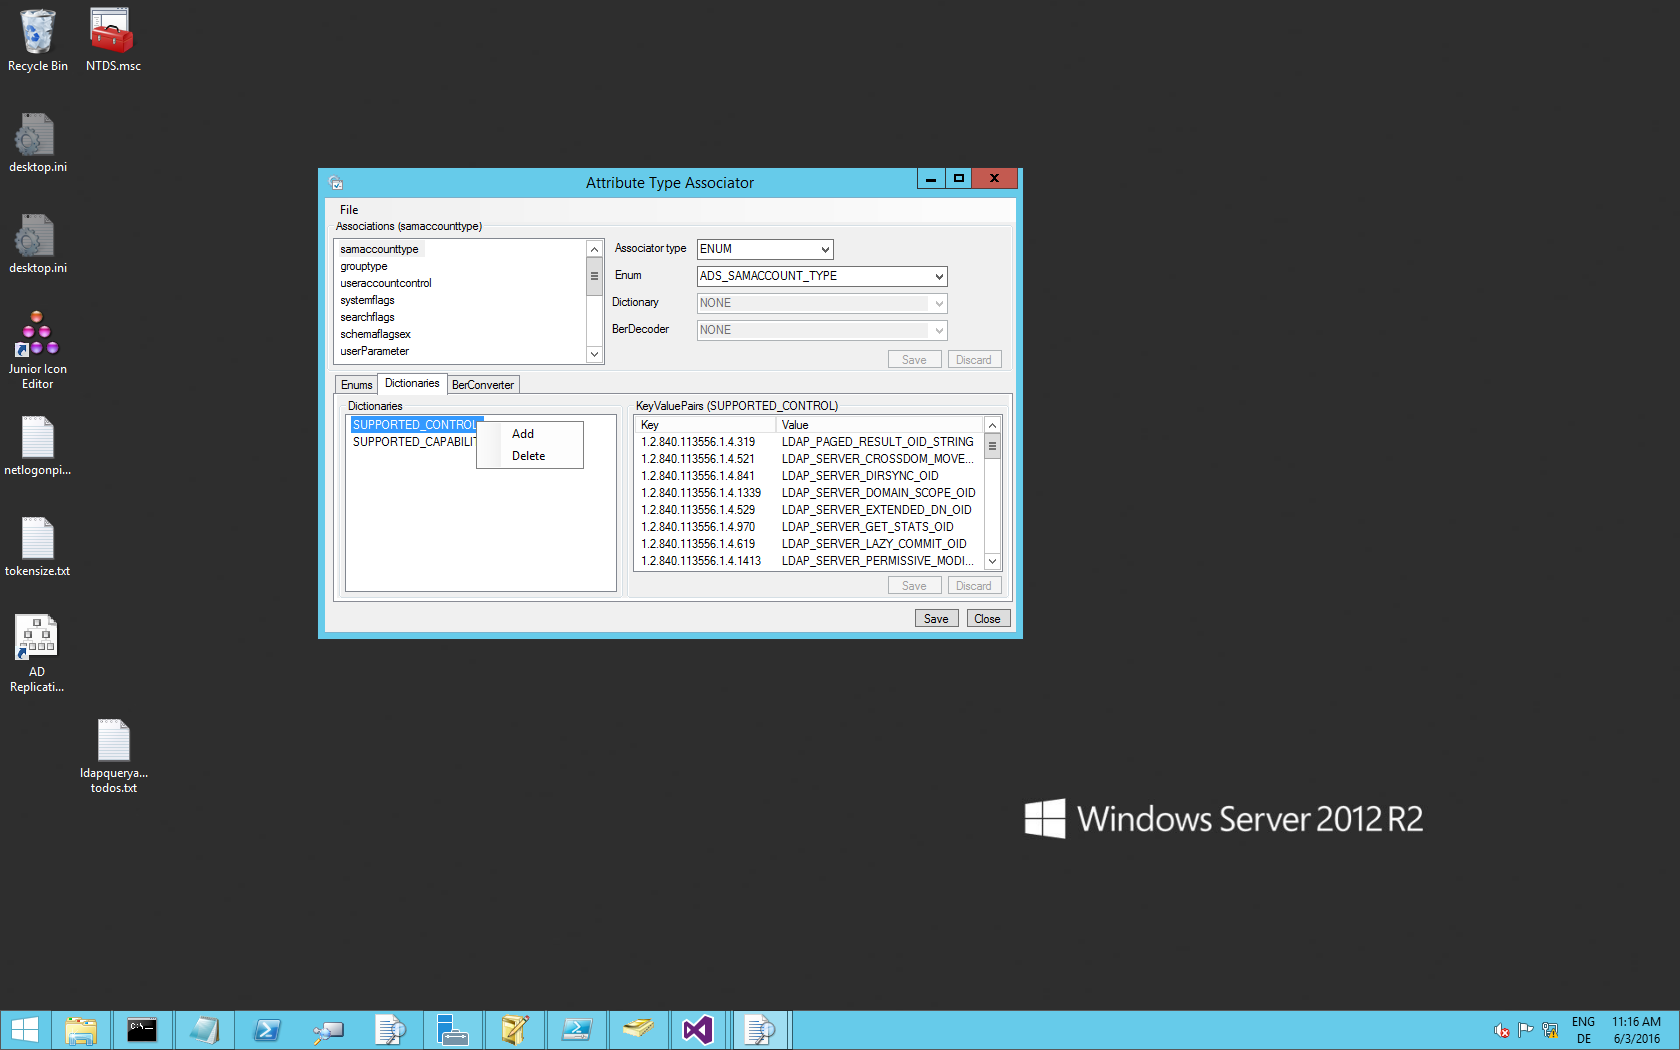 Recycle Bin
NTDS.msc
desktop.ini
desktop.ini
Junior Icon
Editor
netlogonpi...
tokensize.txt
AD
Replicati...
ldapquerya...
todos.txt
Attribute Type Associator
File
Associations (samaccounttype)
samaccounttype
grouptype
useraccountcontrol
systemflags
searchflags
schemaflagsex
userParameter
Associator type
ENUM
Enum
ADS_SAMACCOUNT_TYPE
Dictionary
NONE
BerDecoder
NONE
Save
Discard
Enums
Dictionaries
BerConverter
Dictionaries
SUPPORTED_CONTROL
SUPPORTED_CAPABILIT
Add
Delete
KeyValuePairs (SUPPORTED_CONTROL)
Key Value
1.2.840.113556.1.4.319 LDAP_PAGED_RESULT_OID_STRING
1.2.840.113556.1.4.521 LDAP_SERVER_CROSSDOM_MOVE...
1.2.840.113556.1.4.841 LDAP_SERVER_DIRSYNC_OID
1.2.840.113556.1.4.1339 LDAP_SERVER_DOMAIN_SCOPE_OID
1.2.840.113556.1.4.529 LDAP_SERVER_EXTENDED_DN_OID
1.2.840.113556.1.4.970 LDAP_SERVER_GET_STATS_OID
1.2.840.113556.1.4.619 LDAP_SERVER_LAZY_COMMIT_OID
1.2.840.113556.1.4.1413 LDAP_SERVER_PERMISSIVE_MODI...
Save
Discard
Save
Close
Windows Server 2012 R2
C:\_
ENG
DE
11:16 AM
6/3/2016